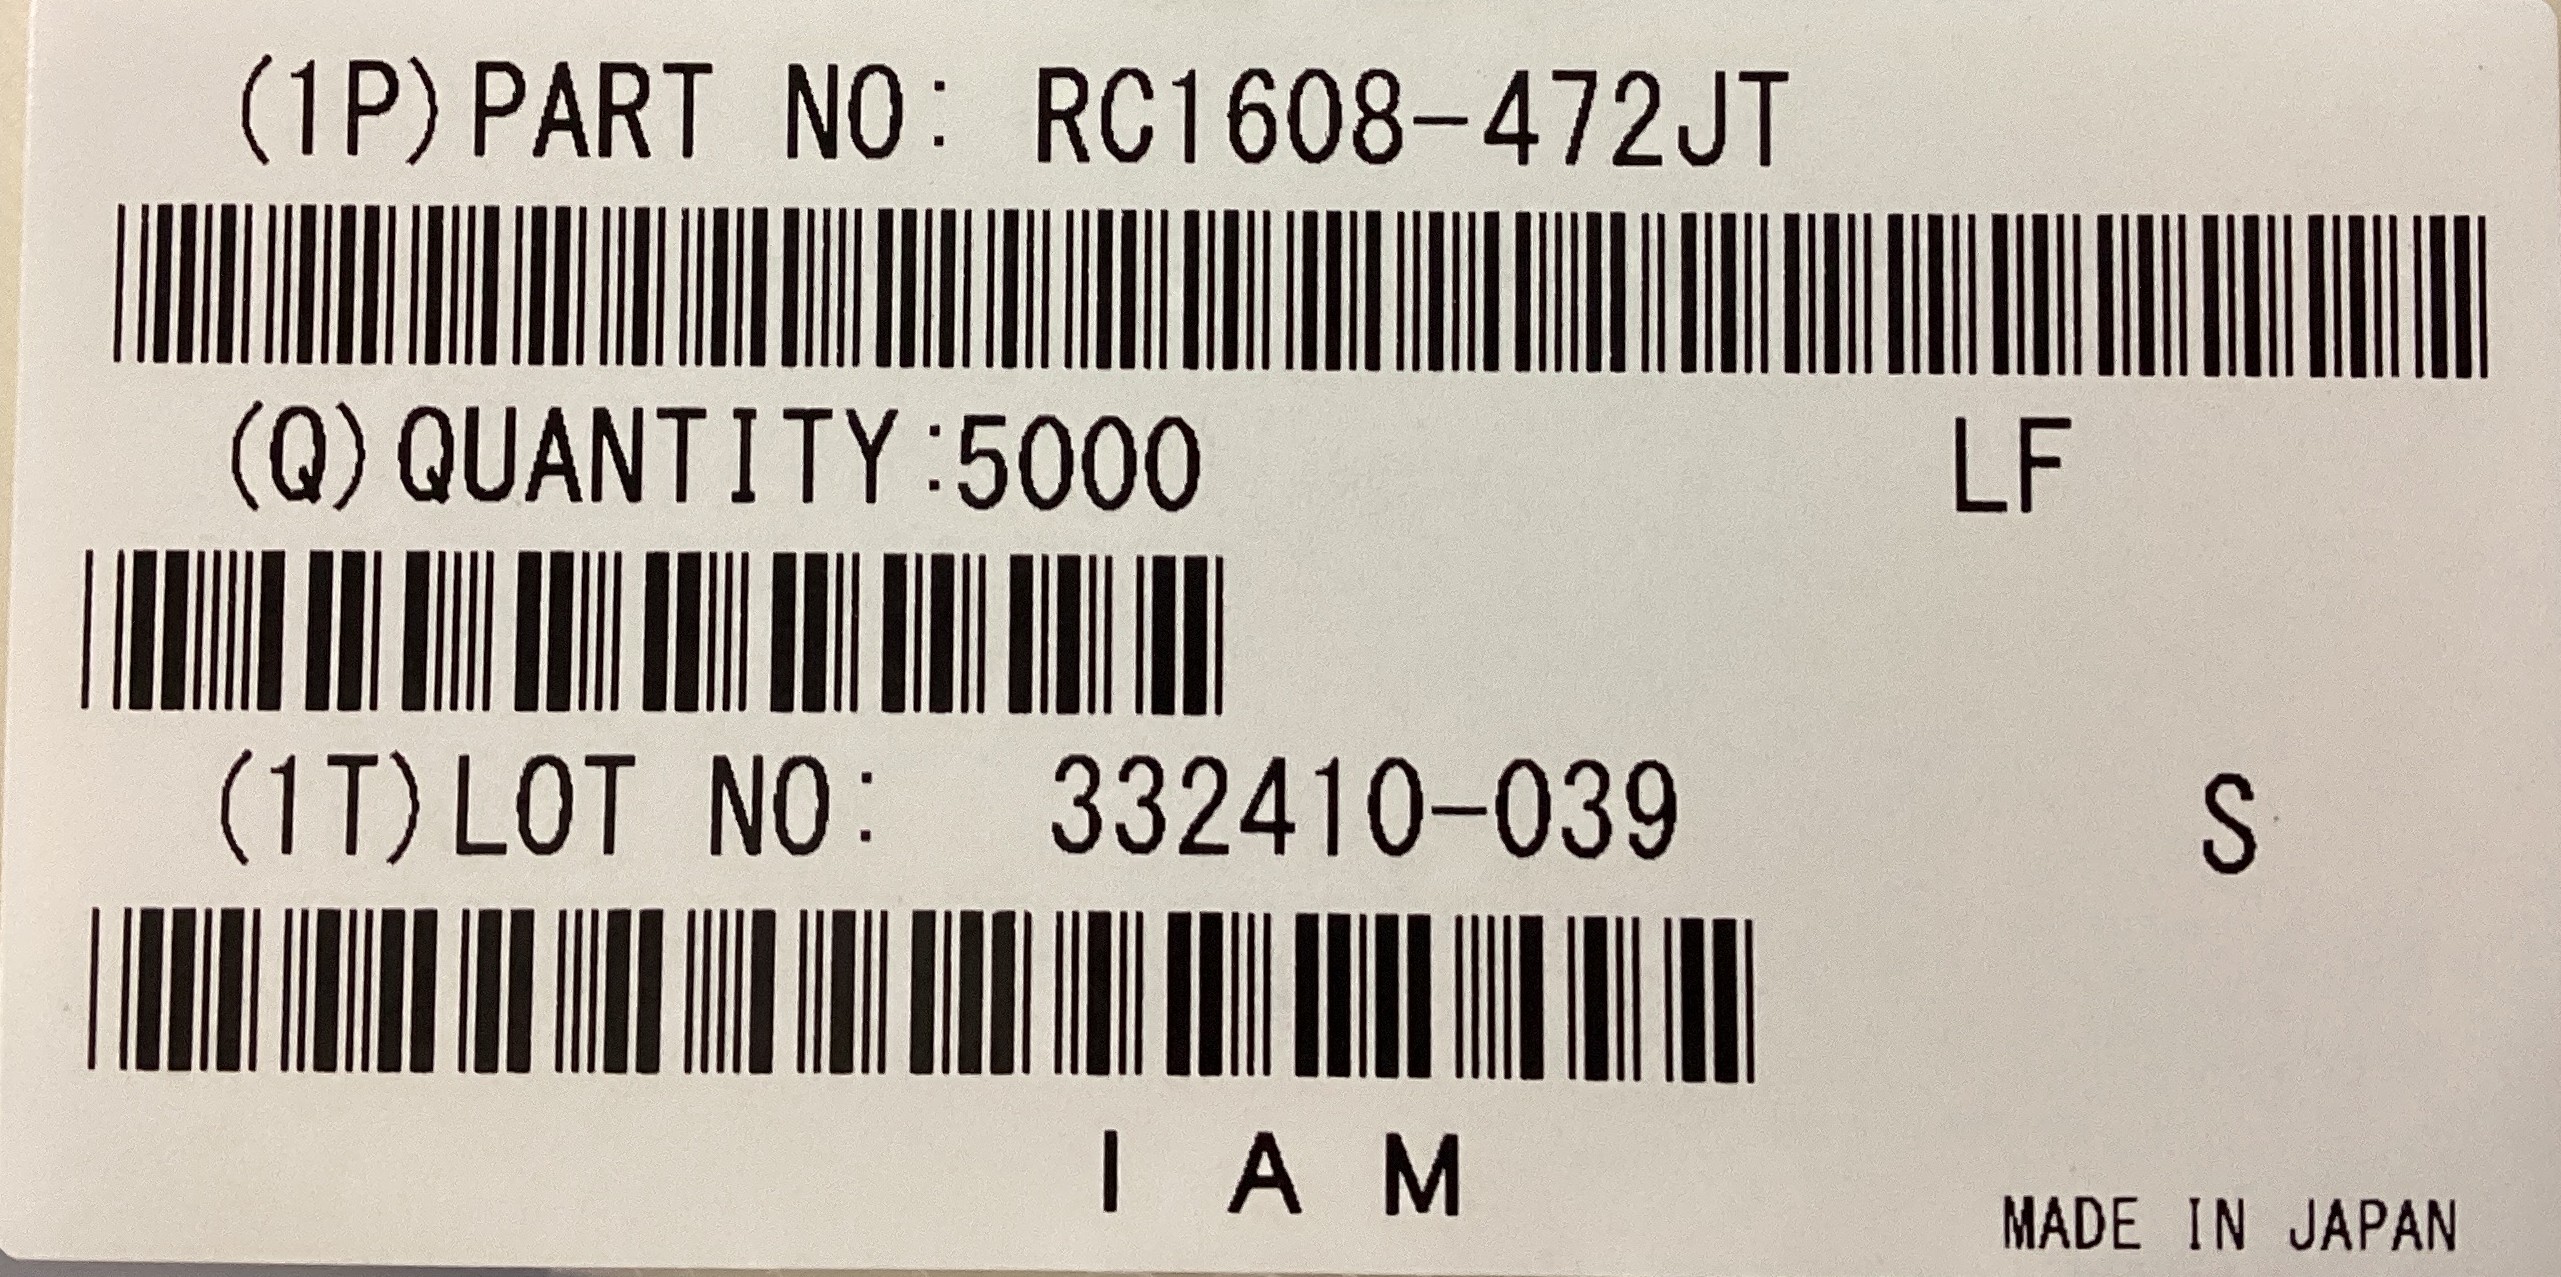 (1P)PART NO: RC1608-472JT
(Q)QUANTITY:5000 LF
(1T)LOT NO: 332410-039 S
I A M
MADE IN JAPAN